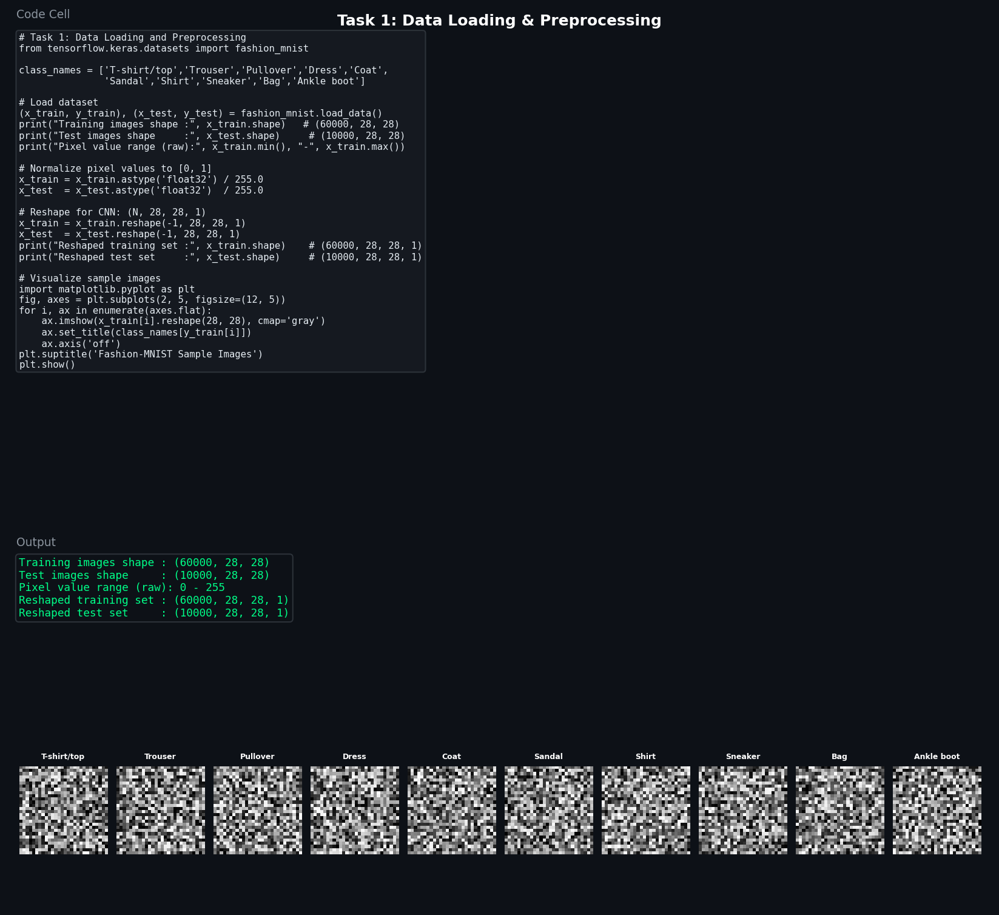 Code Cell
Task 1: Data Loading & Preprocessing
# Task 1: Data Loading and Preprocessing
from tensorflow.keras.datasets import fashion_mnist
class_names = ['T-shirt/top','Trouser','Pullover','Dress','Coat',
               'Sandal','Shirt','Sneaker','Bag','Ankle boot']
# Load dataset
(x_train, y_train), (x_test, y_test) = fashion_mnist.load_data()
print("Training images shape :", x_train.shape)   # (60000, 28, 28)
print("Test images shape     :", x_test.shape)     # (10000, 28, 28)
print("Pixel value range (raw):", x_train.min(), "-", x_train.max())
# Normalize pixel values to [0, 1]
x_train = x_train.astype('float32') / 255.0
x_test  = x_test.astype('float32')  / 255.0
# Reshape for CNN: (N, 28, 28, 1)
x_train = x_train.reshape(-1, 28, 28, 1)
x_test  = x_test.reshape(-1, 28, 28, 1)
print("Reshaped training set :", x_train.shape)    # (60000, 28, 28, 1)
print("Reshaped test set     :", x_test.shape)     # (10000, 28, 28, 1)
# Visualize sample images
import matplotlib.pyplot as plt
fig, axes = plt.subplots(2, 5, figsize=(12, 5))
for i, ax in enumerate(axes.flat):
    ax.imshow(x_train[i].reshape(28, 28), cmap='gray')
    ax.set_title(class_names[y_train[i]])
    ax.axis('off')
plt.suptitle('Fashion-MNIST Sample Images')
plt.show()
Output
Training images shape : (60000, 28, 28)
Test images shape     : (10000, 28, 28)
Pixel value range (raw): 0 - 255
Reshaped training set : (60000, 28, 28, 1)
Reshaped test set     : (10000, 28, 28, 1)
T-shirt/top Trouser Pullover Dress Coat Sandal Shirt Sneaker Bag Ankle boot